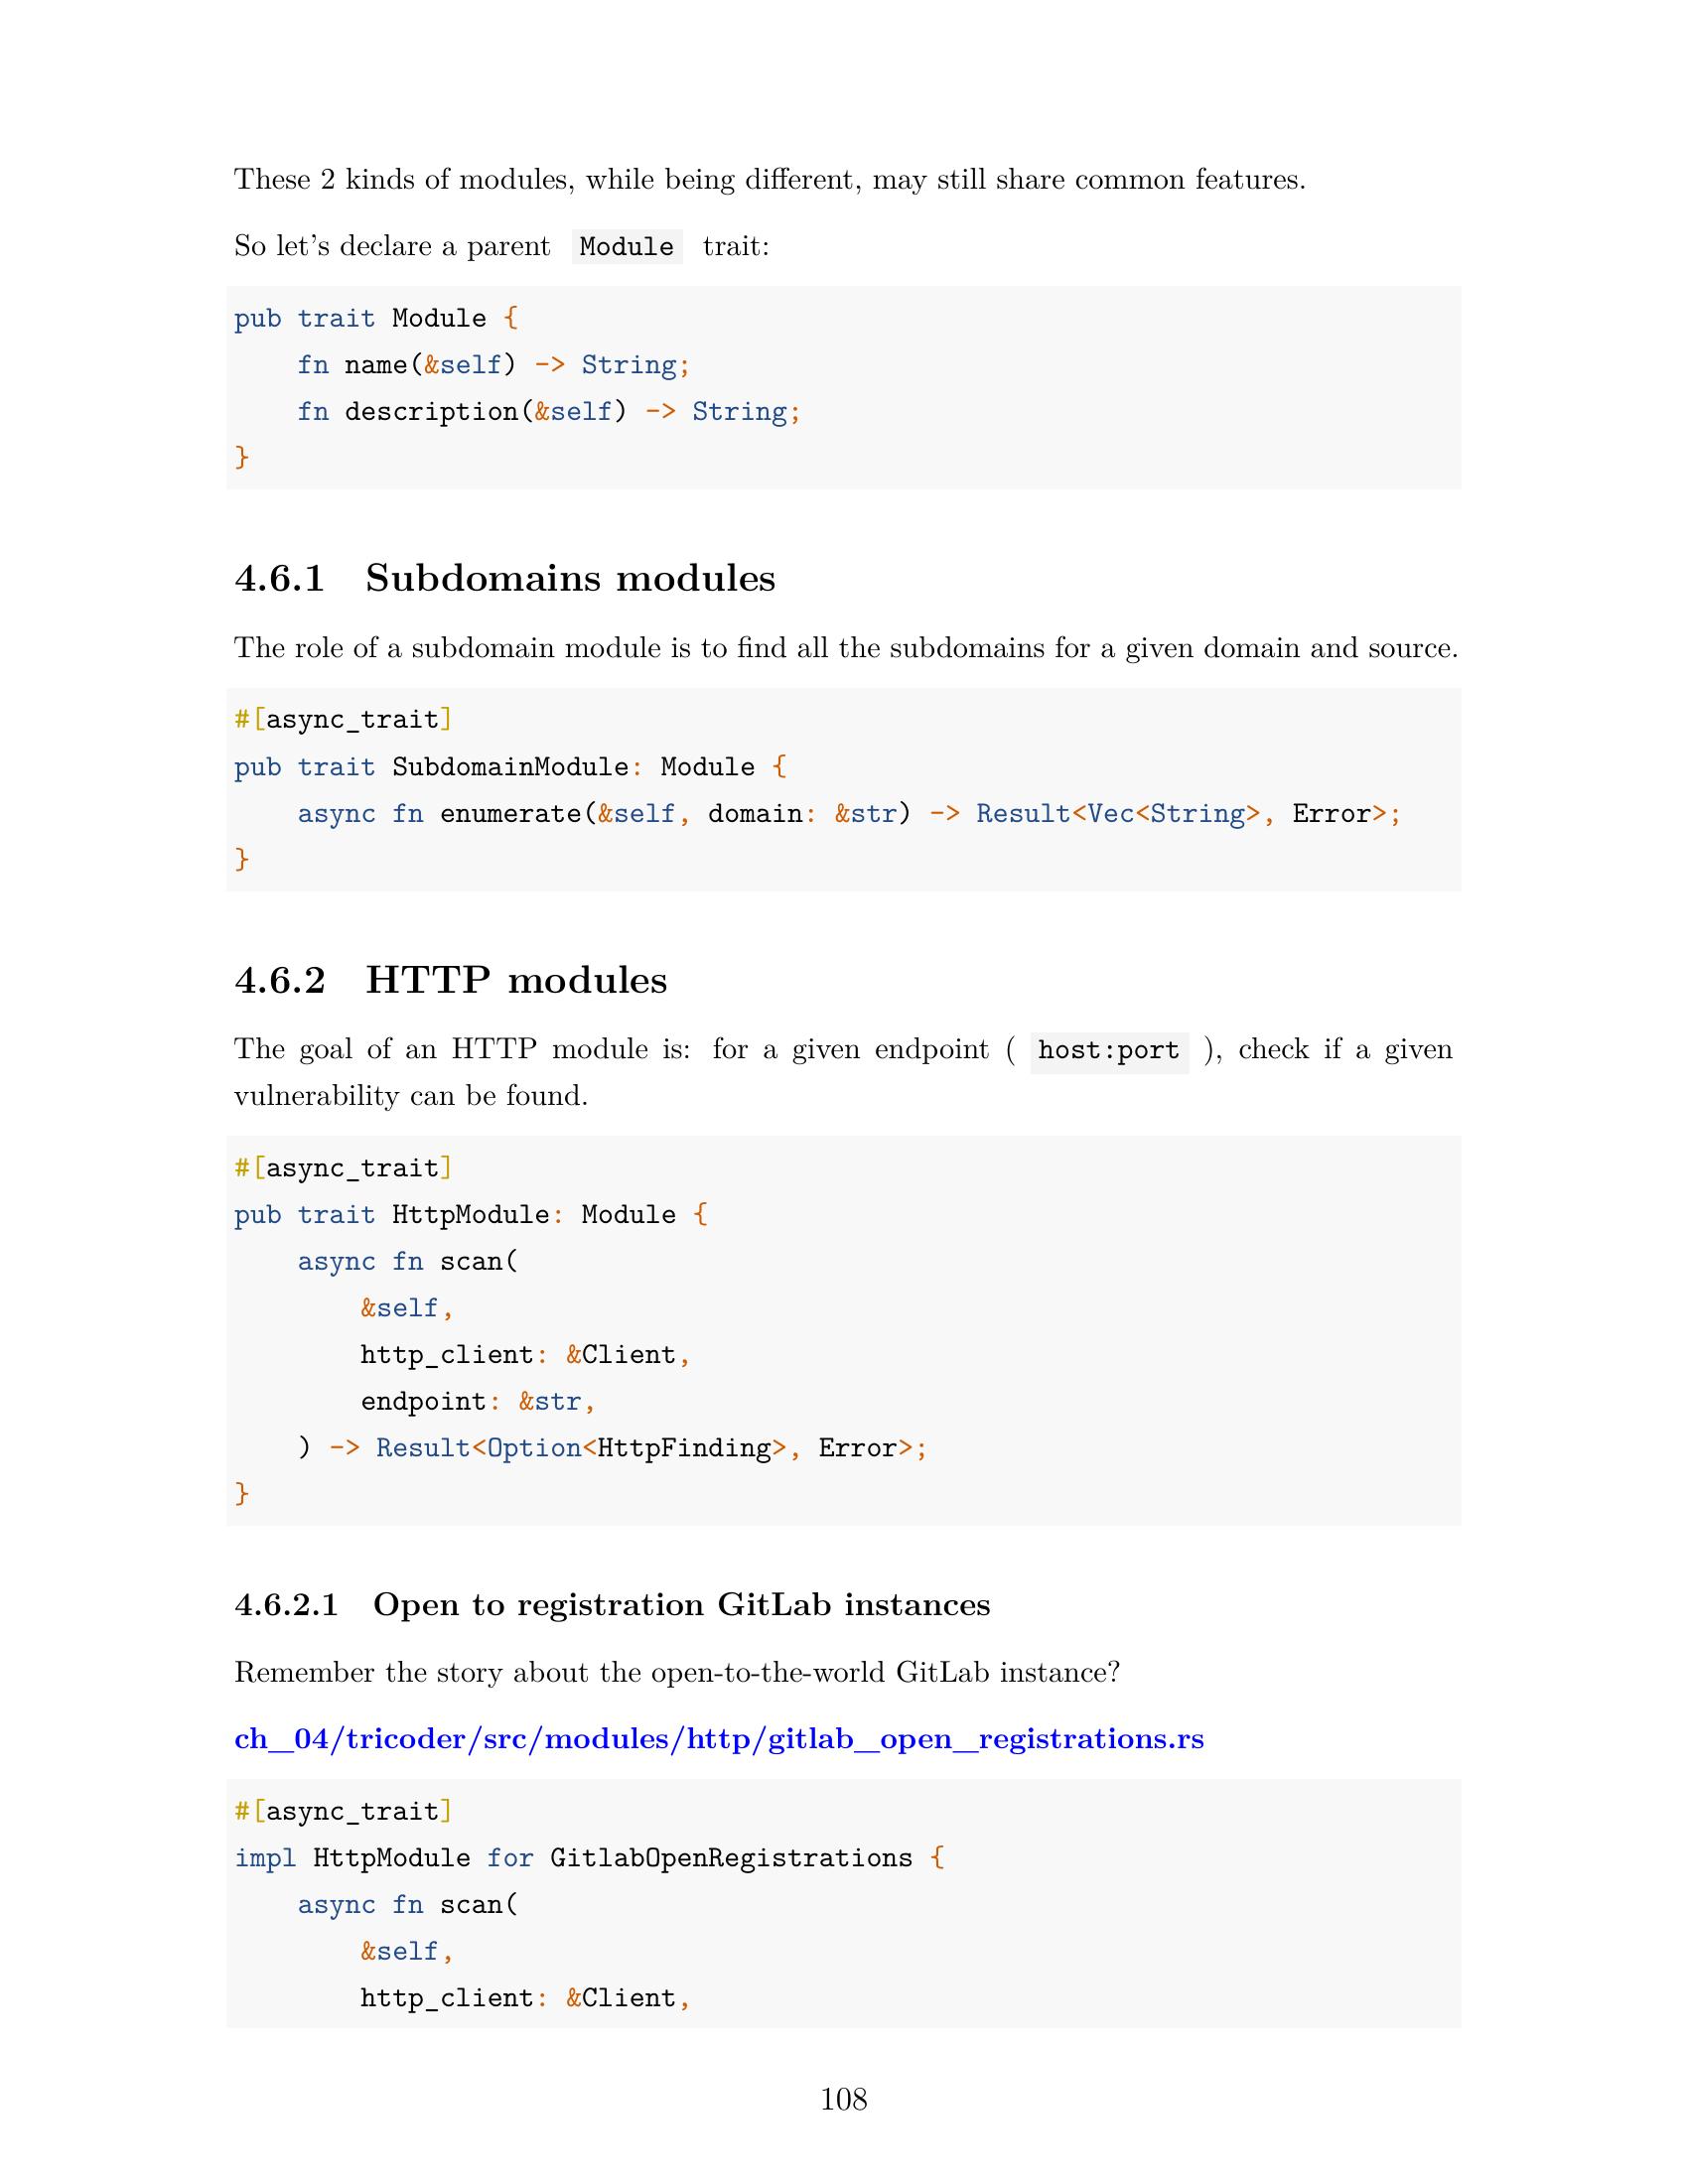 These 2 kinds of modules, while being different, may still share common features.
So let's declare a parent Module trait:
pub trait Module {
    fn name(&self) -> String;
    fn description(&self) -> String;
}
4.6.1 Subdomains modules
The role of a subdomain module is to find all the subdomains for a given domain and source.
#[async_trait]
pub trait SubdomainModule: Module {
    async fn enumerate(&self, domain: &str) -> Result<Vec<String>, Error>;
}
4.6.2 HTTP modules
The goal of an HTTP module is: for a given endpoint ( host:port ), check if a given
vulnerability can be found.
#[async_trait]
pub trait HttpModule: Module {
    async fn scan(
        &self,
        http_client: &Client,
        endpoint: &str,
    ) -> Result<Option<HttpFinding>, Error>;
}
4.6.2.1 Open to registration GitLab instances
Remember the story about the open-to-the-world GitLab instance?
ch_04/tricoder/src/modules/http/gitlab_open_registrations.rs
#[async_trait]
impl HttpModule for GitlabOpenRegistrations {
    async fn scan(
        &self,
        http_client: &Client,
108